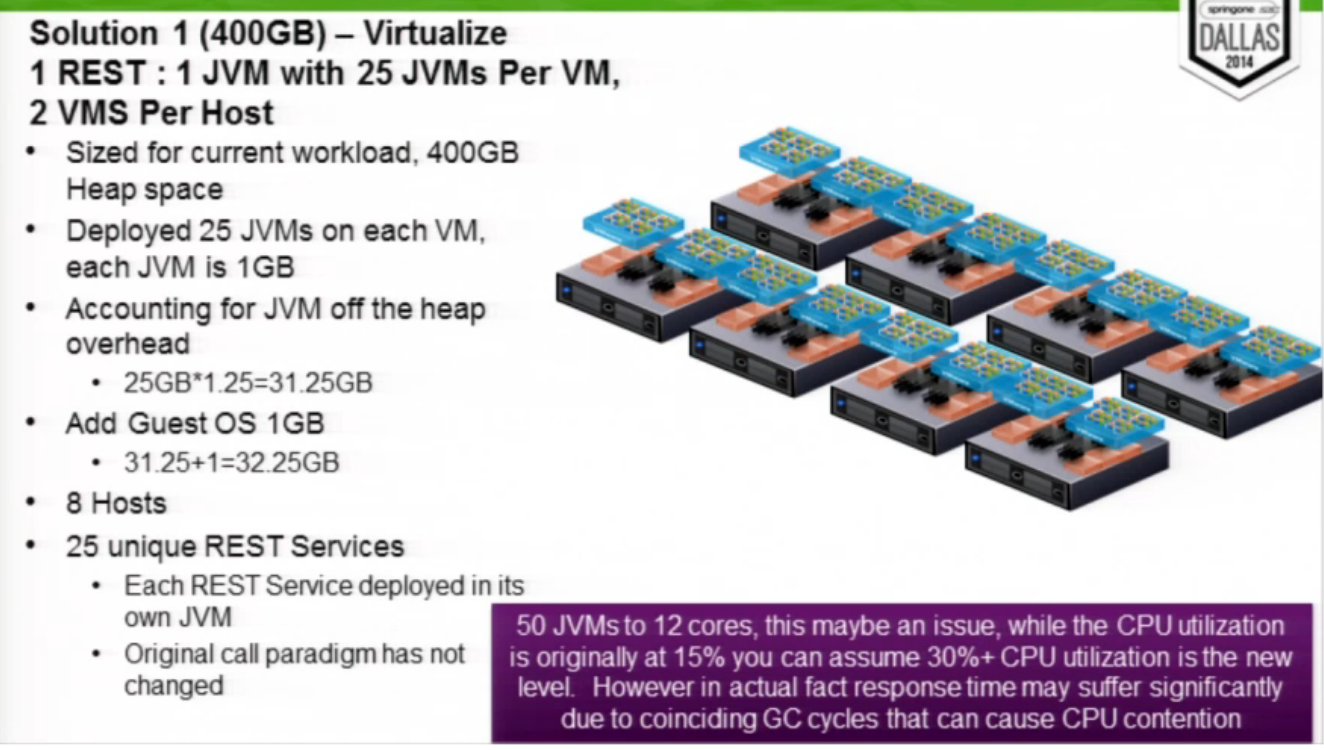 springone
DALLAS
2014
Solution 1 (400GB) – Virtualize
1 REST : 1 JVM with 25 JVMs Per VM,
2 VMS Per Host
• Sized for current workload, 400GB
Heap space
• Deployed 25 JVMs on each VM,
each JVM is 1GB
• Accounting for JVM off the heap
overhead
• 25GB*1.25=31.25GB
• Add Guest OS 1GB
• 31.25+1=32.25GB
• 8 Hosts
• 25 unique REST Services
• Each REST Service deployed in its
own JVM
• Original call paradigm has not
changed
50 JVMs to 12 cores, this maybe an issue, while the CPU utilization
is originally at 15% you can assume 30%+ CPU utilization is the new
level. However in actual fact response time may suffer significantly
due to coinciding GC cycles that can cause CPU contention